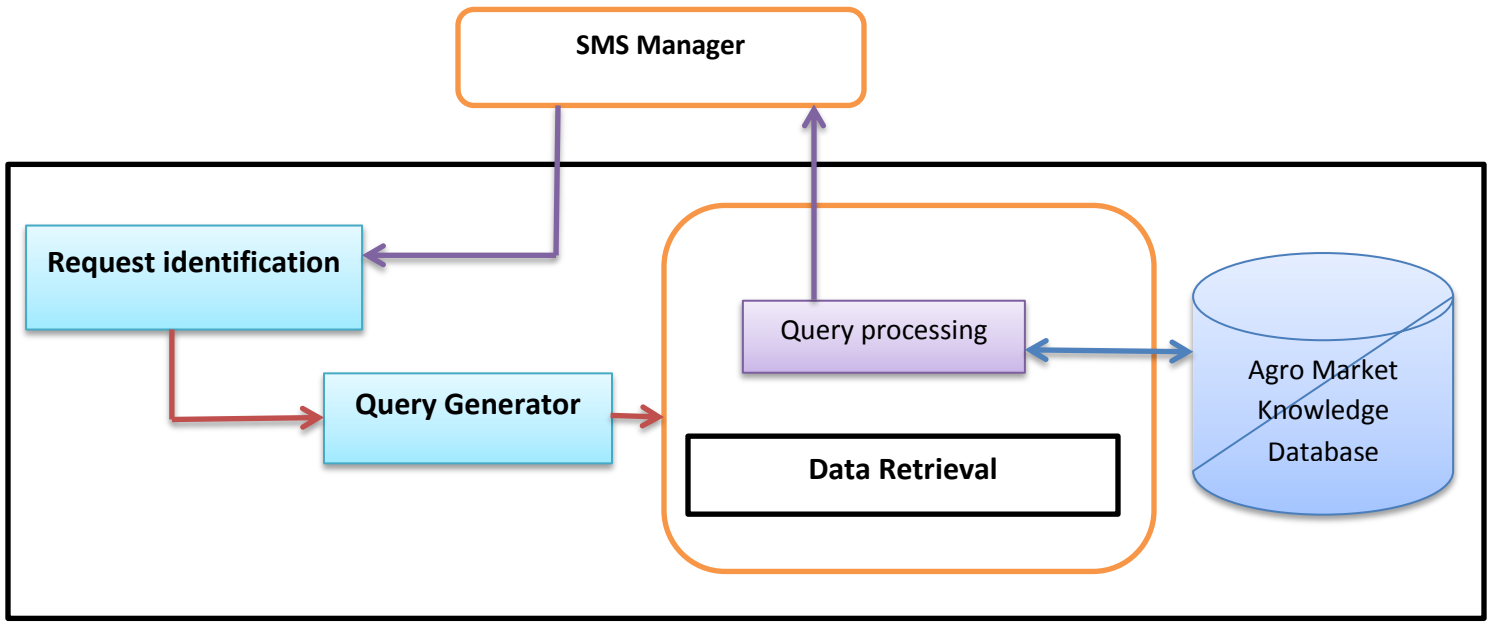 SMS Manager
Request identification
Query processing
Query Generator
Data Retrieval
Agro Market
Knowledge
Database